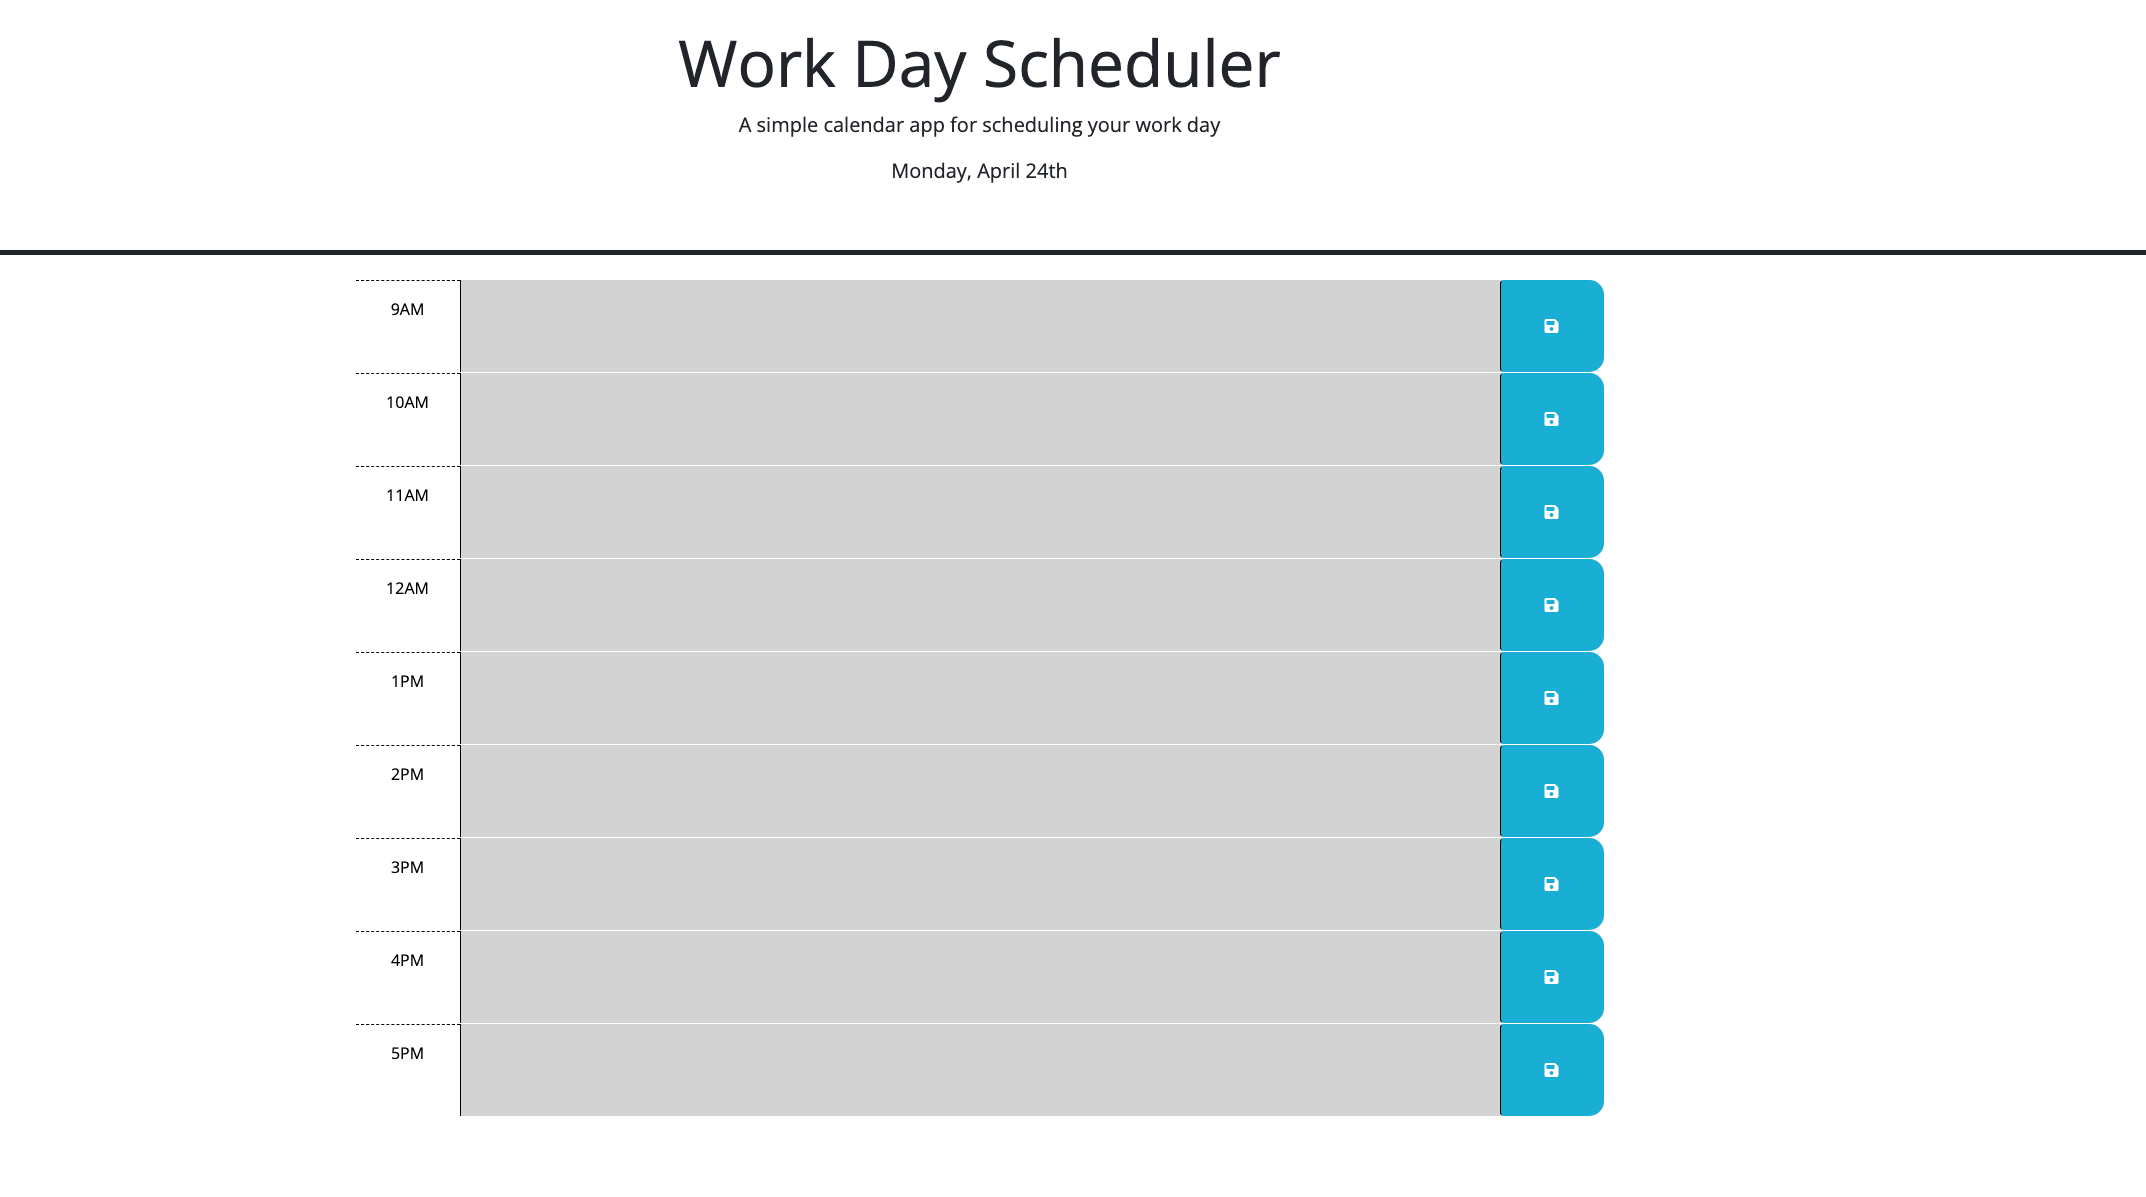 Work Day Scheduler
A simple calendar app for scheduling your work day
Monday, April 24th
9AM
10AM
11AM
12AM
1PM
2PM
3PM
4PM
5PM